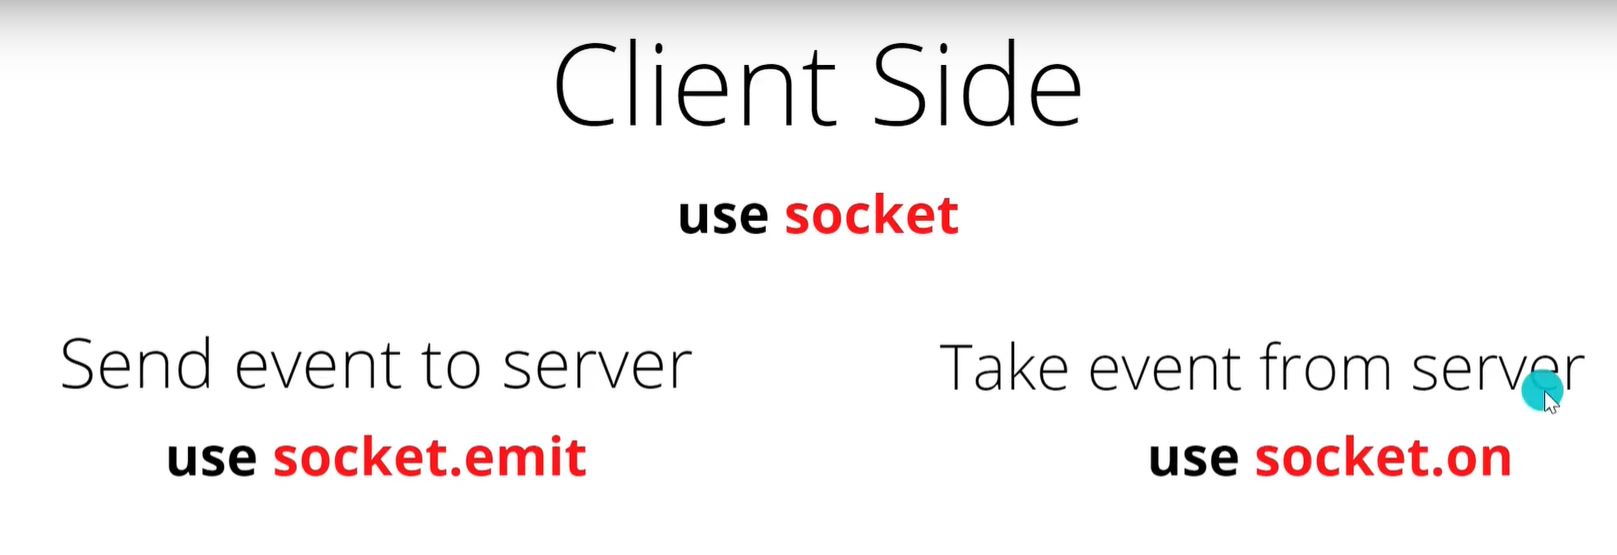 Client Side
use socket
Send event to server
use socket.emit
Take event from server
use socket.on